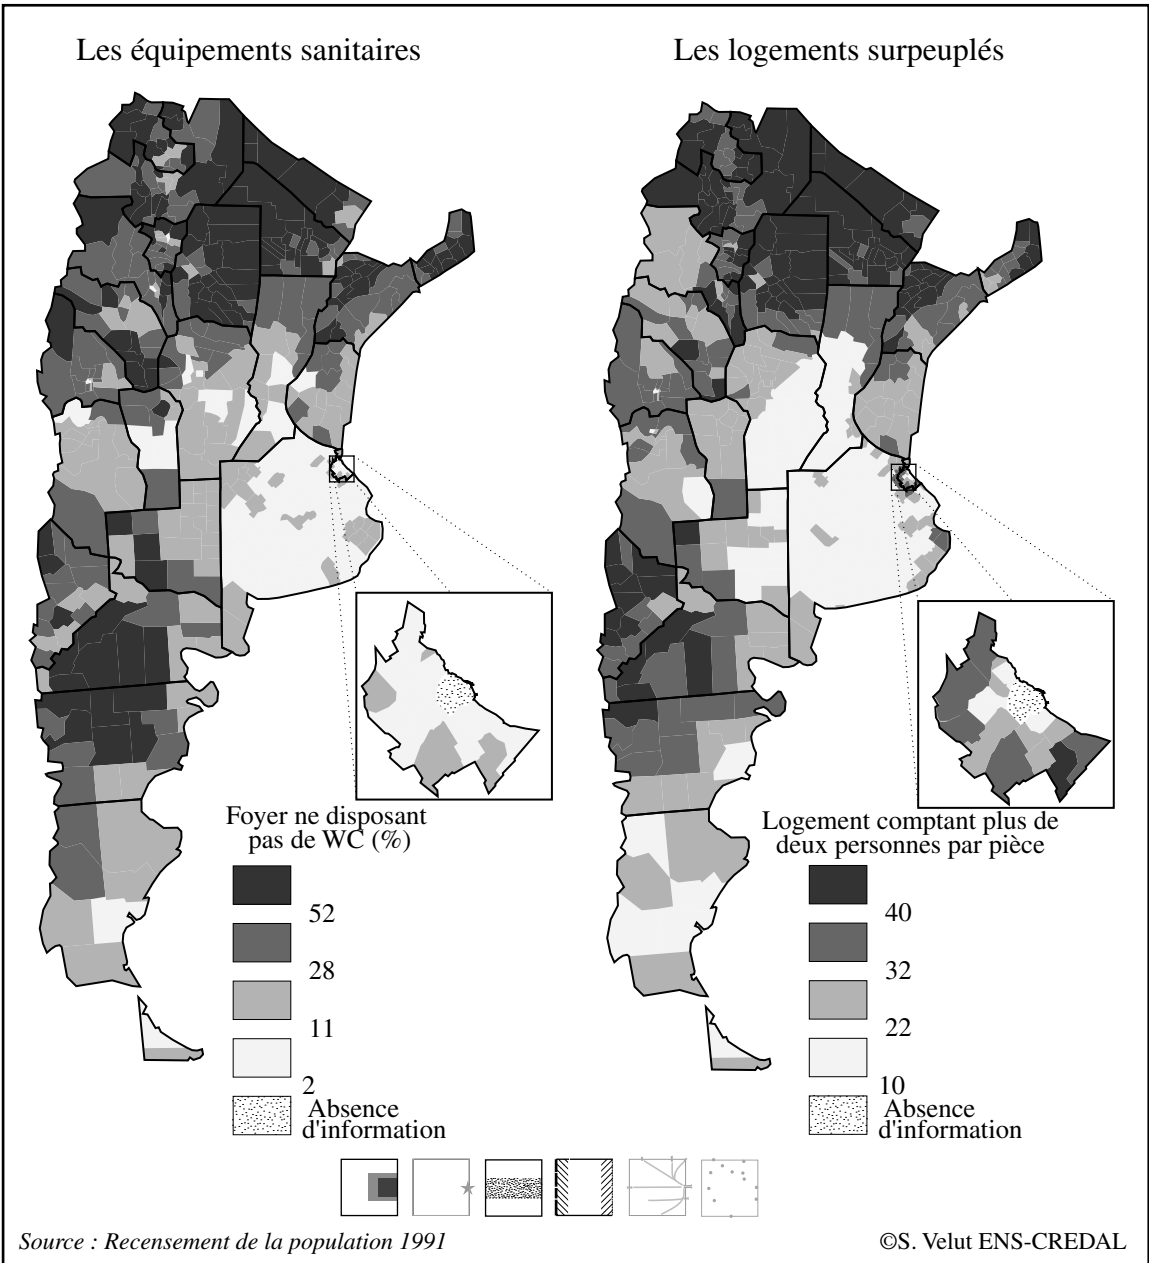 Les équipements sanitaires
Les logements surpeuplés
Foyer ne disposant
pas de WC (%)
52
28
11
2
Absence
d'information
Logement comptant plus de
deux personnes par pièce
40
32
22
10
Absence
d'information
Source : Recensement de la population 1991
©S. Velut ENS-CREDAL